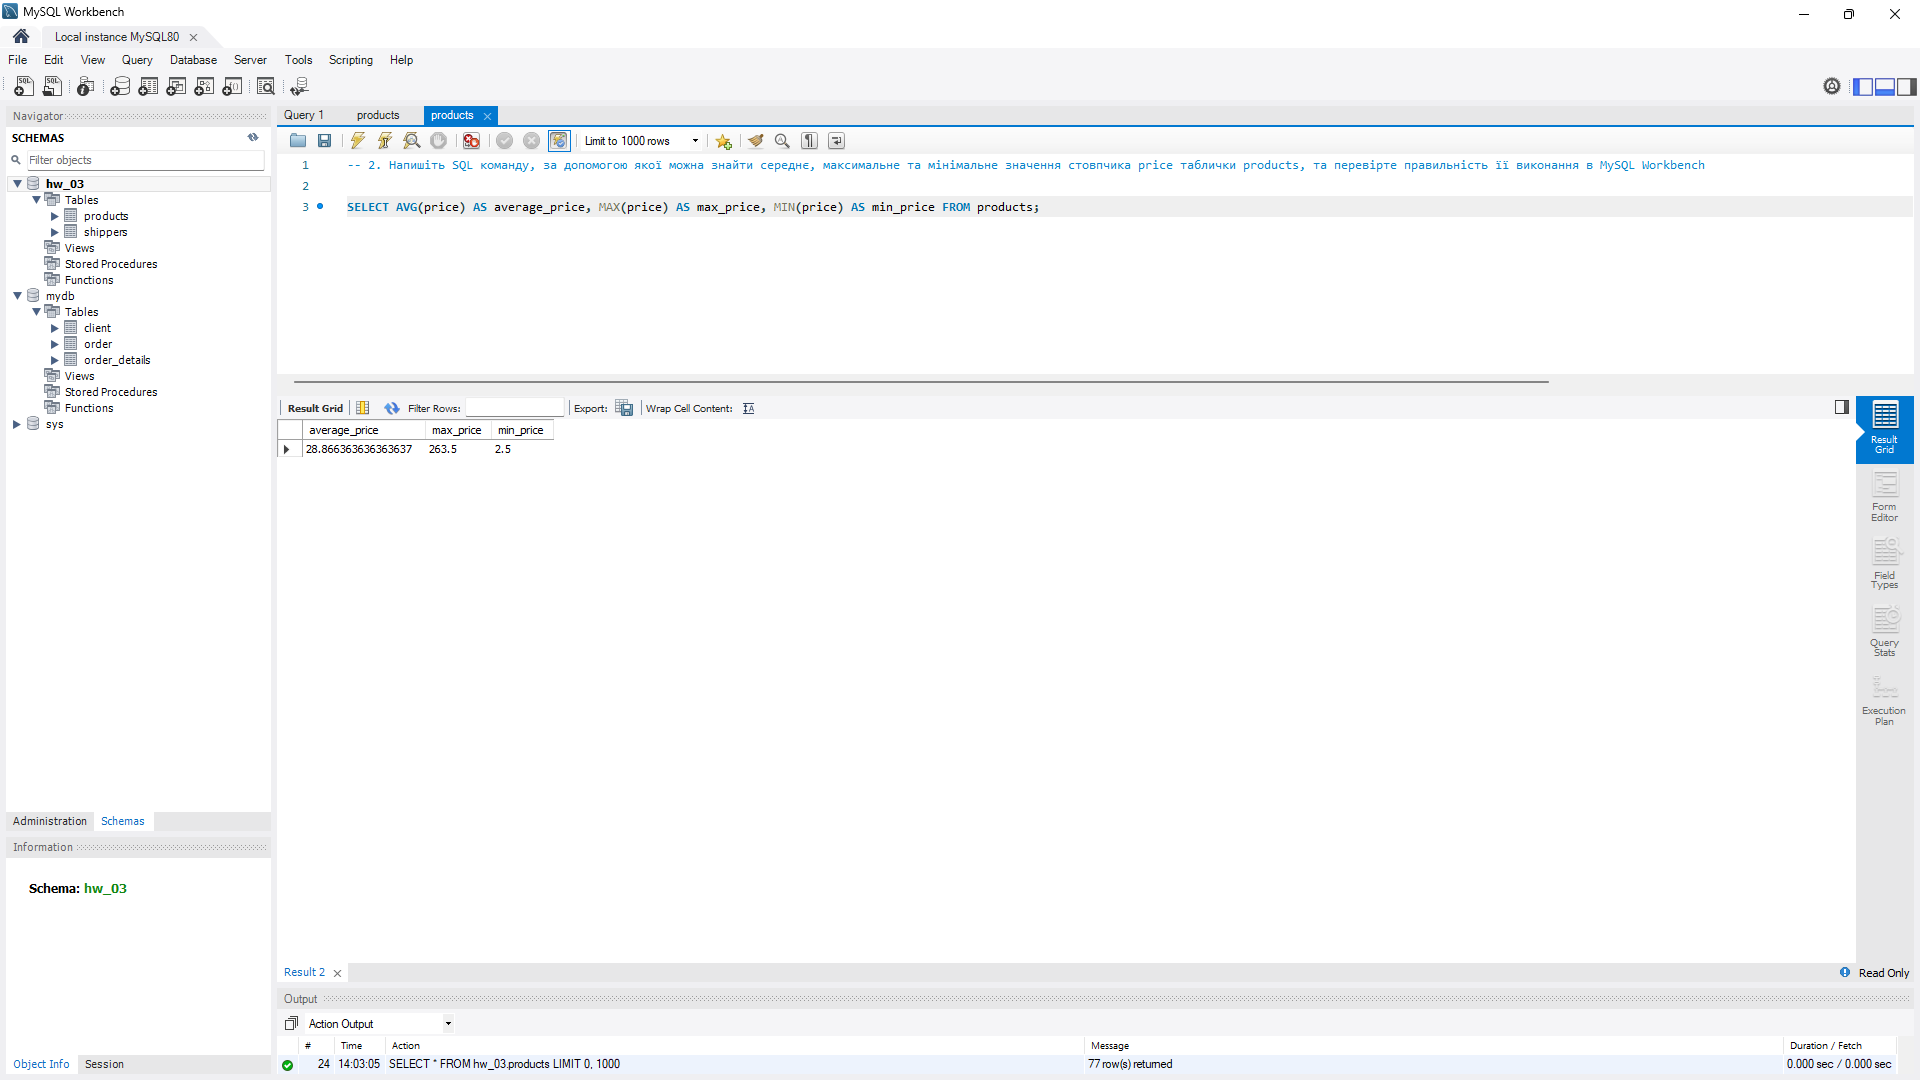 MySQL Workbench
Local instance MySQL80
File Edit View Query Database Server Tools Scripting Help
Navigator
SCHEMAS
Filter objects
hw_03
Tables
products
shippers
Views
Stored Procedures
Functions
mydb
Tables
client
order
order_details
Views
Stored Procedures
Functions
sys
Administration Schemas
Information
Schema: hw_03
Object Info Session
Query 1 products products
Limit to 1000 rows
1 -- 2. Напишіть SQL команду, за допомогою якої можна знайти середнє, максимальне та мінімальне значення стовпчика price таблички products, та перевірте правильність її виконання в MySQL Workbench
2
3 SELECT AVG(price) AS average_price, MAX(price) AS max_price, MIN(price) AS min_price FROM products;
Result Grid Filter Rows: Export: Wrap Cell Content:
average_price max_price min_price
28.866363636363637 263.5 2.5
Result Grid
Form Editor
Field Types
Query Stats
Execution Plan
Result 2 Read Only
Output
Action Output
# Time Action Message Duration / Fetch
24 14:03:05 SELECT * FROM hw_03.products LIMIT 0, 1000 77 row(s) returned 0.000 sec / 0.000 sec